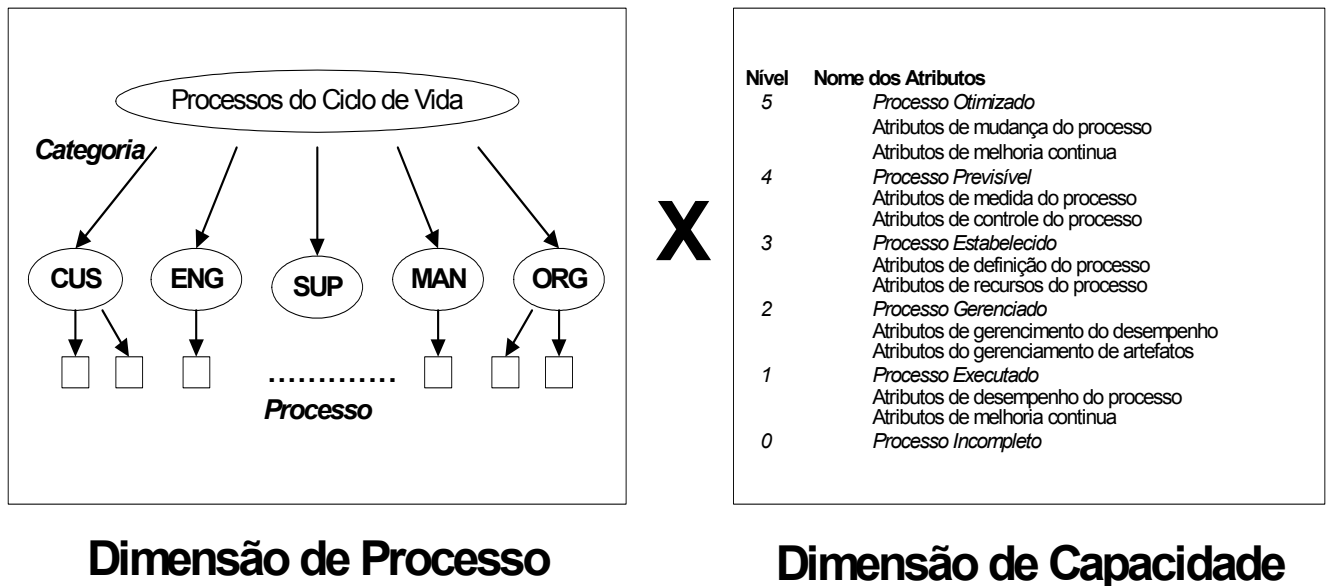 Processos do Ciclo de Vida
Categoria
CUS
ENG
SUP
MAN
ORG
.............
Processo
Dimensão de Processo
X
Nível Nome dos Atributos
5 Processo Otimizado
Atributos de mudança do processo
Atributos de melhoria continua
4 Processo Previsível
Atributos de medida do processo
Atributos de controle do processo
3 Processo Estabelecido
Atributos de definição do processo
Atributos de recursos do processo
2 Processo Gerenciado
Atributos de gerencimento do desempenho
Atributos do gerenciamento de artefatos
1 Processo Executado
Atributos de desempenho do processo
Atributos de melhoria continua
0 Processo Incompleto
Dimensão de Capacidade